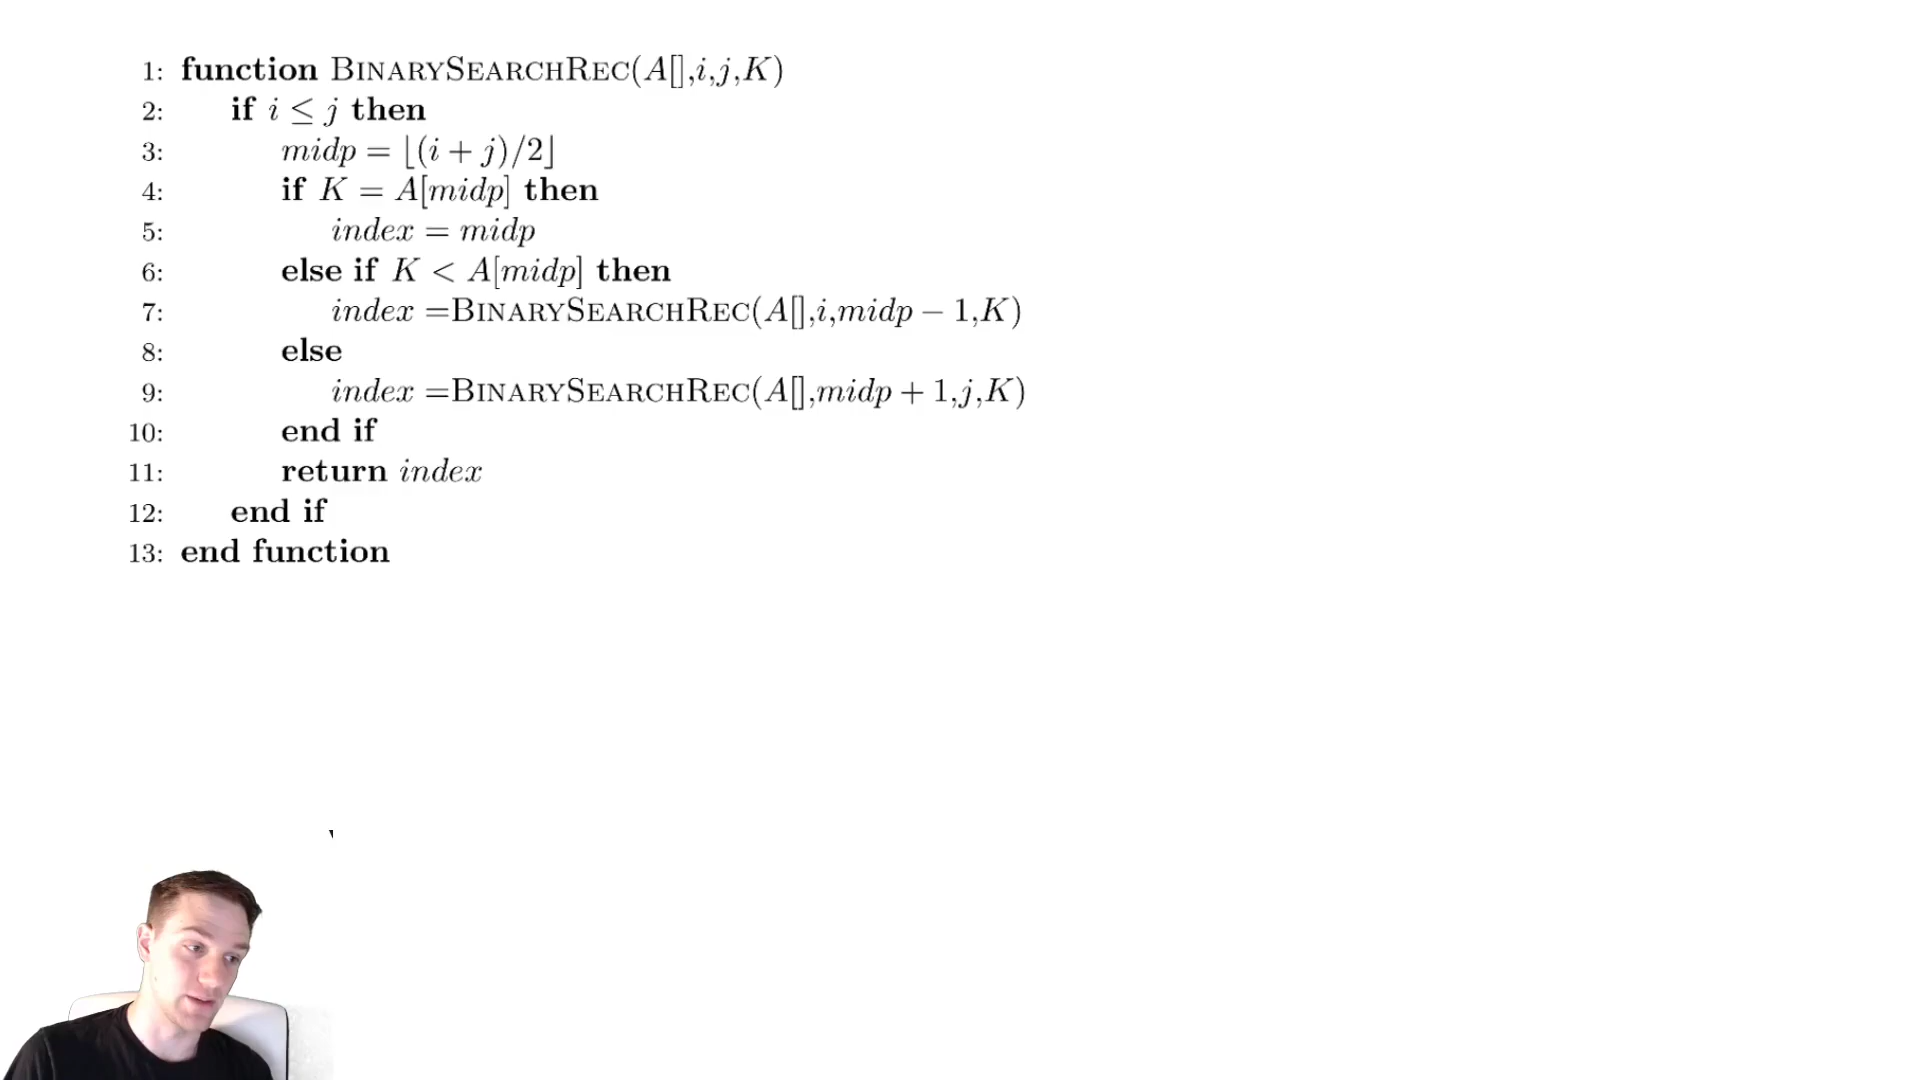 1: function BINARYSEARCHREC(A[],i,j,K)
2: if i ≤ j then
3: midp = ⌊(i + j)/2⌋
4: if K = A[midp] then
5: index = midp
6: else if K < A[midp] then
7: index =BINARYSEARCHREC(A[],i,midp − 1,K)
8: else
9: index =BINARYSEARCHREC(A[],midp + 1,j,K)
10: end if
11: return index
12: end if
13: end function